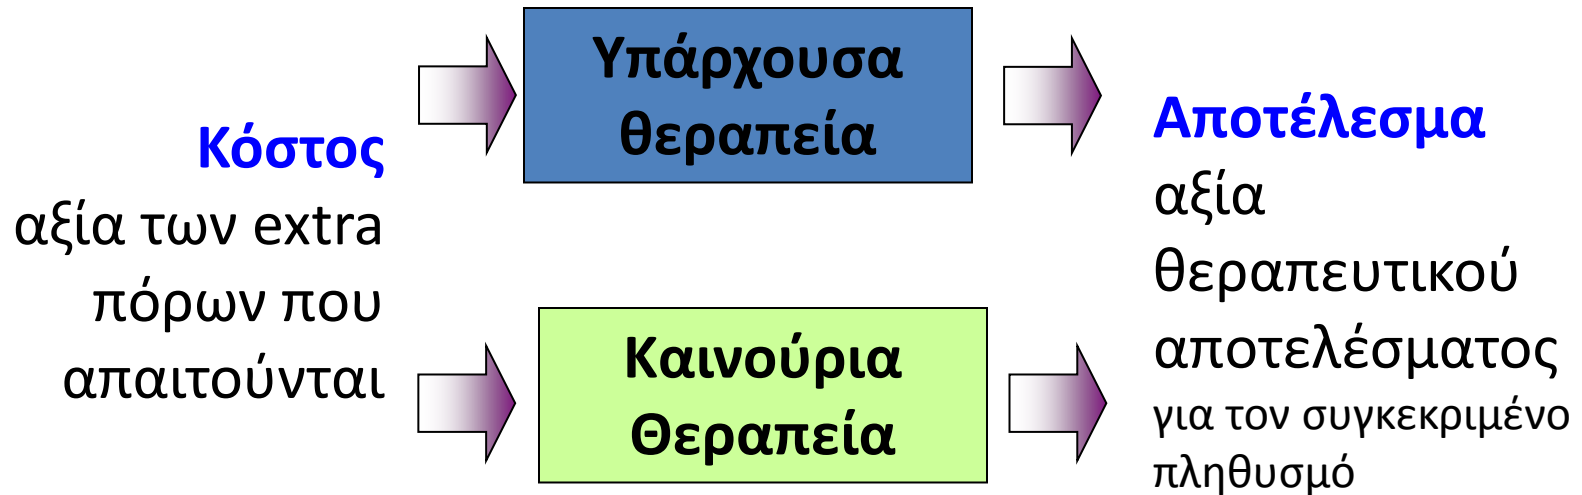 Κόστος
αξία των extra
πόρων που
απαιτούνται
Υπάρχουσα
θεραπεία
Καινούρια
Θεραπεία
Αποτέλεσμα
αξία
θεραπευτικού
αποτελέσματος
για τον συγκεκριμένο
πληθυσμό